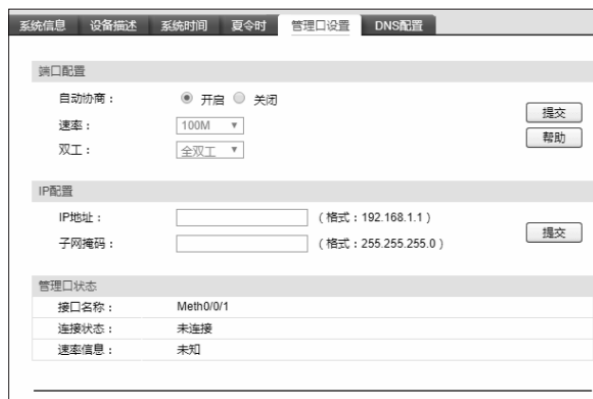 系统信息 设备描述 系统时间 夏令时 管理口设置 DNS配置
端口配置
自动协商： 开启 关闭
提交
速率： 100M
帮助
双工： 全双工
IP配置
IP地址： （格式：192.168.1.1）
提交
子网掩码： （格式：255.255.255.0）
管理口状态
接口名称： Meth0/0/1
连接状态： 未连接
速率信息： 未知